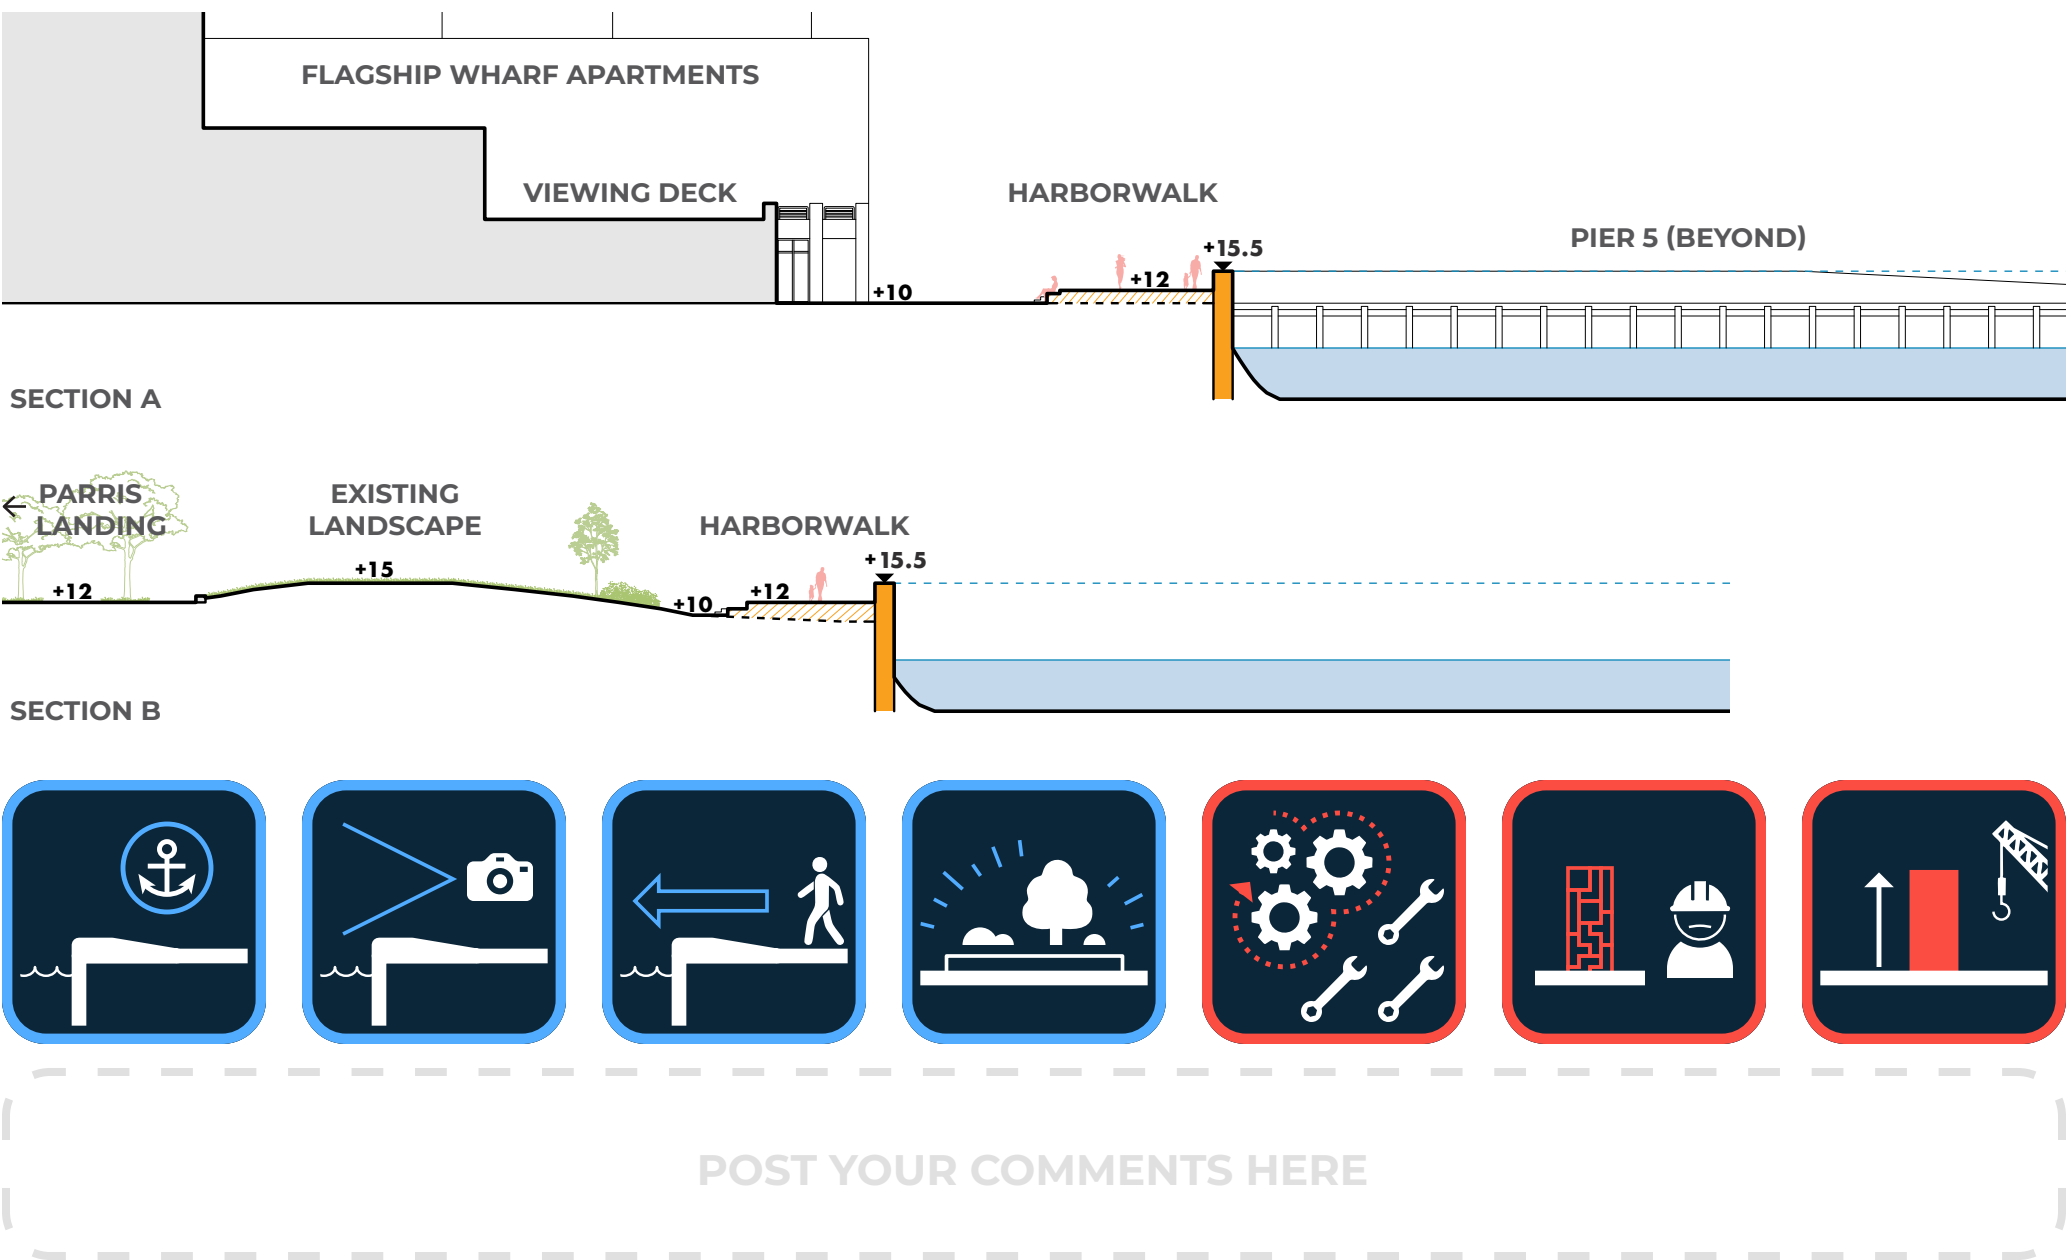 FLAGSHIP WHARF APARTMENTS
VIEWING DECK
HARBORWALK
PIER 5 (BEYOND)
+15.5
+12
+10
SECTION A
PARRIS
LANDING
EXISTING
LANDSCAPE
HARBORWALK
+15.5
+15
+12
+10
+12
SECTION B
POST YOUR COMMENTS HERE